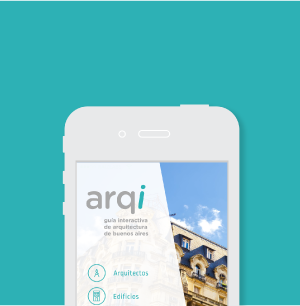 arqi
guía interactiva
de arquitectura
de buenos aires
Arquitectos
Edificios